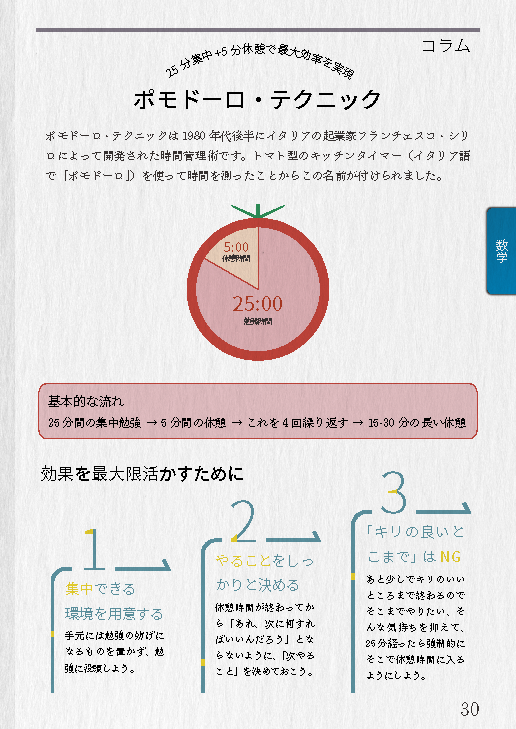 コラム
25分集中+5分休憩で最大効率を実現
ポモドーロ・テクニック
ポモドーロ・テクニックは1980年代後半にイタリアの起業家フランチェスコ・シリ
ロによって開発された時間管理術です。トマト型のキッチンタイマー（イタリア語
で「ポモドーロ」）を使って時間を測ったことからこの名前が付けられました。
数学
5:00
休憩時間
25:00
勉強時間
基本的な流れ
25分間の集中勉強 → 5分間の休憩 → これを4回繰り返す → 15-30分の長い休憩
効果を最大限活かすために
1
集中できる
環境を用意する
手元には勉強の妨げに
なるものを置かず、勉
強に没頭しよう。
2
やることをしっ
かりと決める
休憩時間が終わってか
ら「あれ、次に何すれ
ばいいんだろう」とな
らないように、「次やる
こと」を決めておこう。
3
「キリの良いと
こまで」は NG
あと少しでキリのいい
ところまで終わるので
そこまでやりたい、そ
んな気持ちを抑えて、
25分経ったら強制的に
そこで休憩時間に入る
ようにしよう。
30